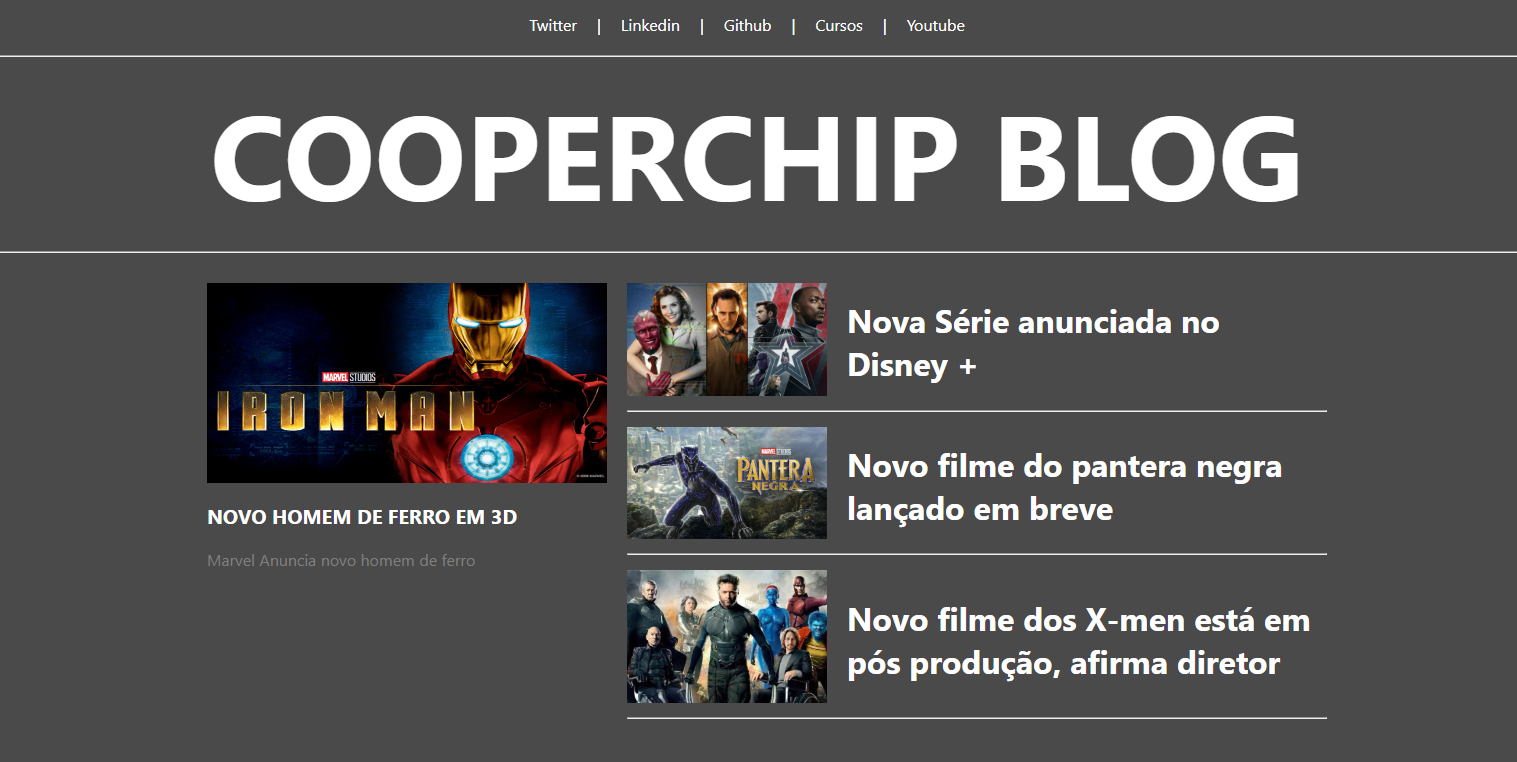 Twitter | Linkedin | Github | Cursos | Youtube
COOPERCHIP BLOG
MARVEL STUDIOS
IRON MAN
NOVO HOMEM DE FERRO EM 3D
Marvel Anuncia novo homem de ferro
Nova Série anunciada no
Disney +
MARVEL STUDIOS
PANTERA
NEGRA
Novo filme do pantera negra
lançado em breve
Novo filme dos X-men está em
pós produção, afirma diretor